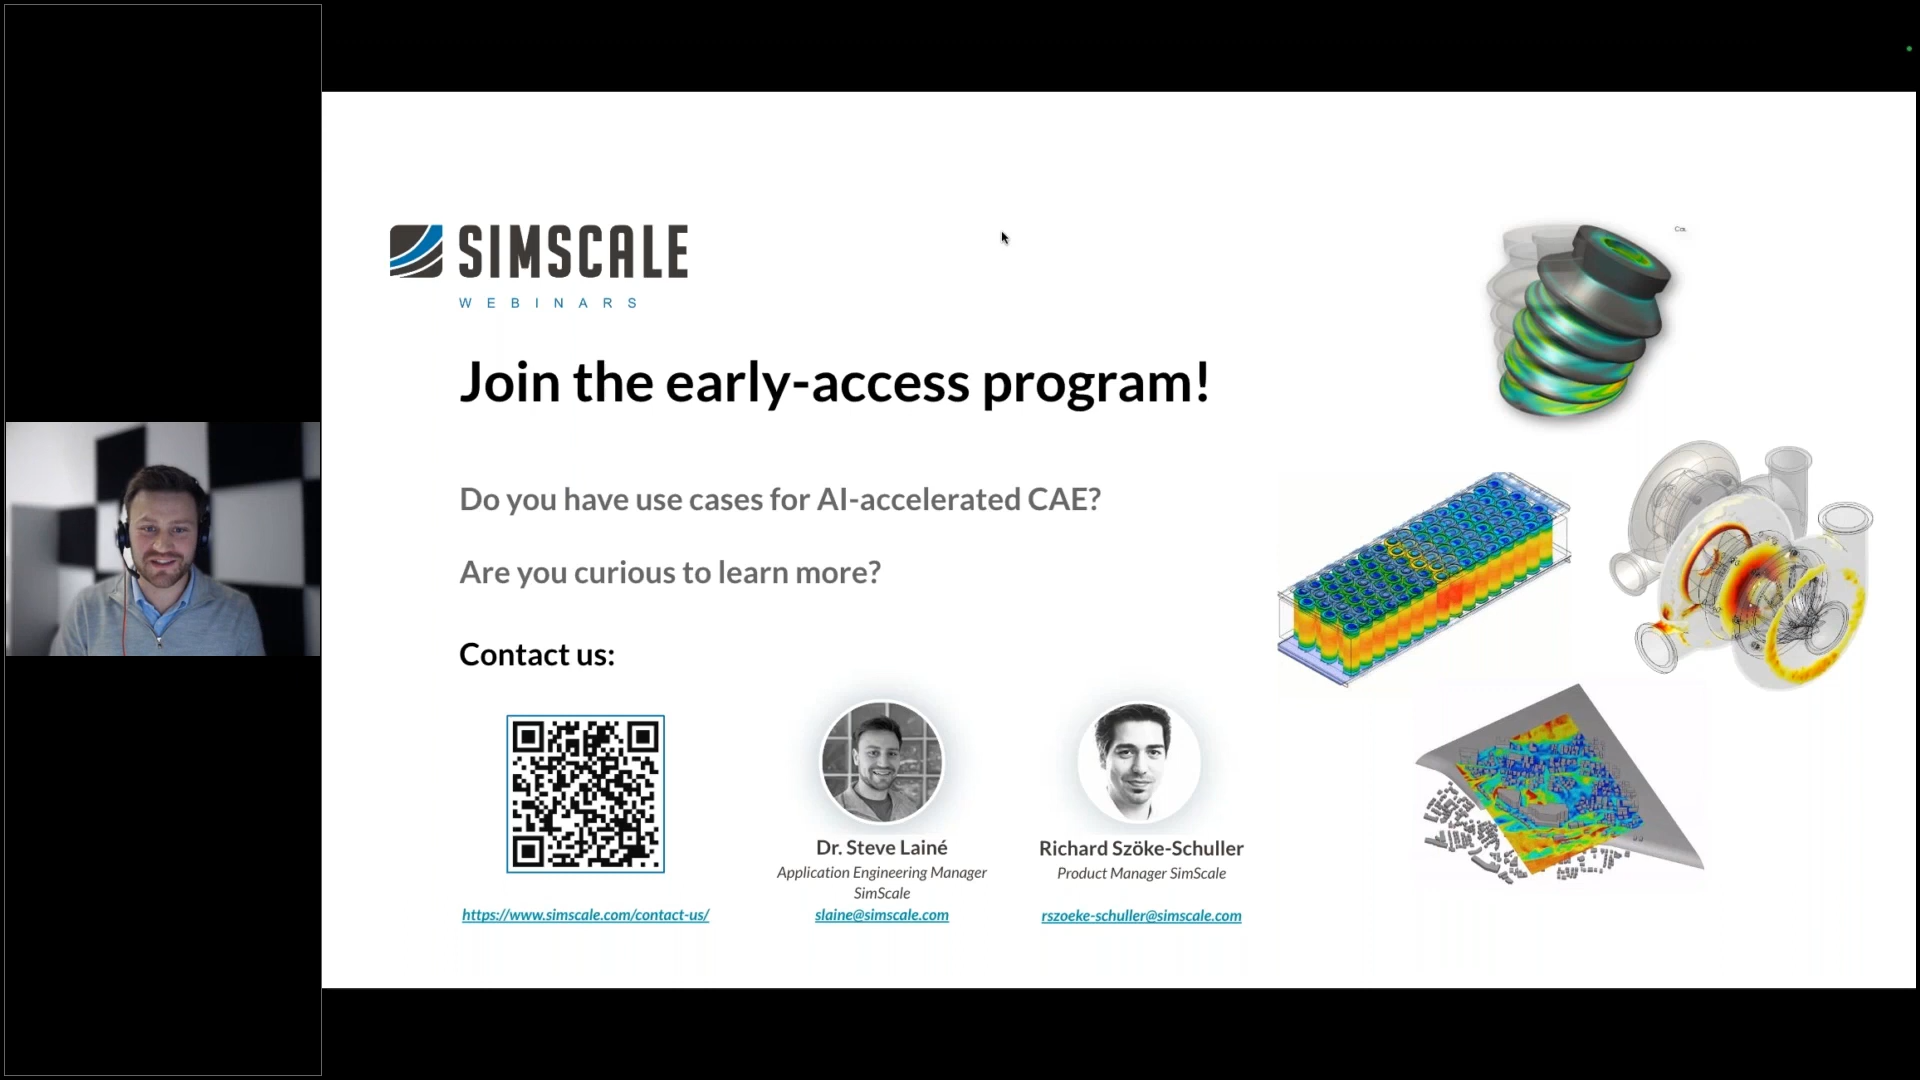 SIMSCALE
WEBINARS
Join the early-access program!
Do you have use cases for AI-accelerated CAE?
Are you curious to learn more?
Contact us:
Dr. Steve Lainé
Application Engineering Manager
SimScale
slaine@simscale.com
Richard Szöke-Schuller
Product Manager SimScale
rszoeke-schuller@simscale.com
https://www.simscale.com/contact-us/